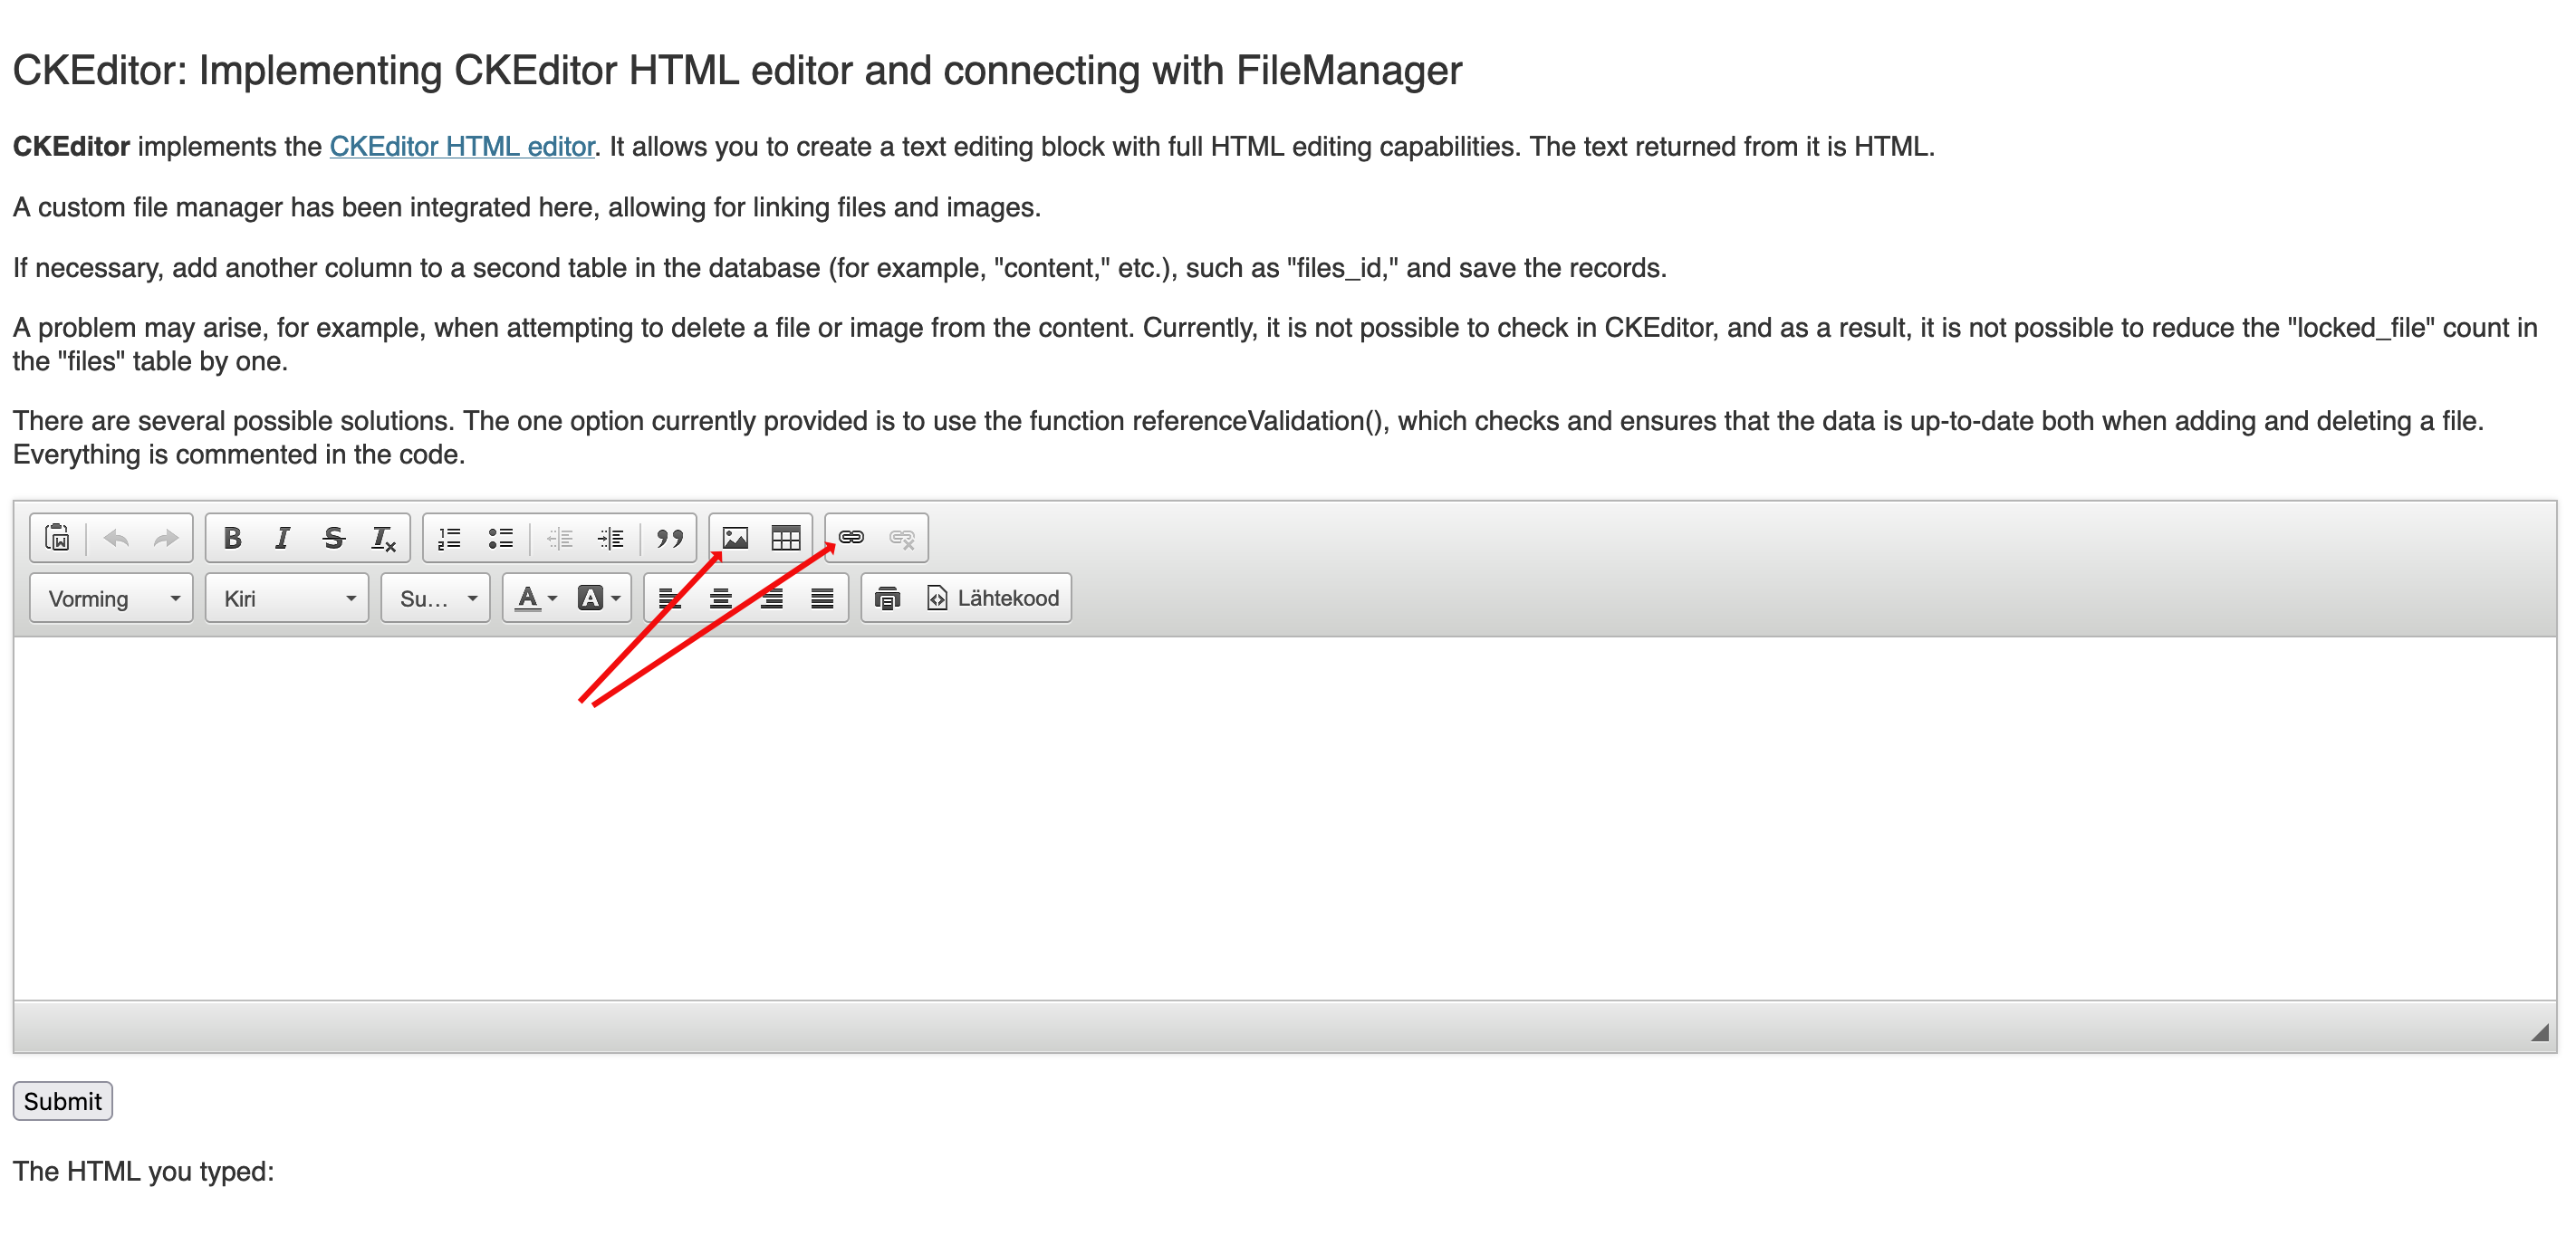 CKEditor: Implementing CKEditor HTML editor and connecting with FileManager
CKEditor implements the CKEditor HTML editor. It allows you to create a text editing block with full HTML editing capabilities. The text returned from it is HTML.
A custom file manager has been integrated here, allowing for linking files and images.
If necessary, add another column to a second table in the database (for example, "content," etc.), such as "files_id," and save the records.
A problem may arise, for example, when attempting to delete a file or image from the content. Currently, it is not possible to check in CKEditor, and as a result, it is not possible to reduce the "locked_file" count in
the "files" table by one.
There are several possible solutions. The one option currently provided is to use the function referenceValidation(), which checks and ensures that the data is up-to-date both when adding and deleting a file.
Everything is commented in the code.
Vorming Kiri Su... Lähtekood
Submit
The HTML you typed: